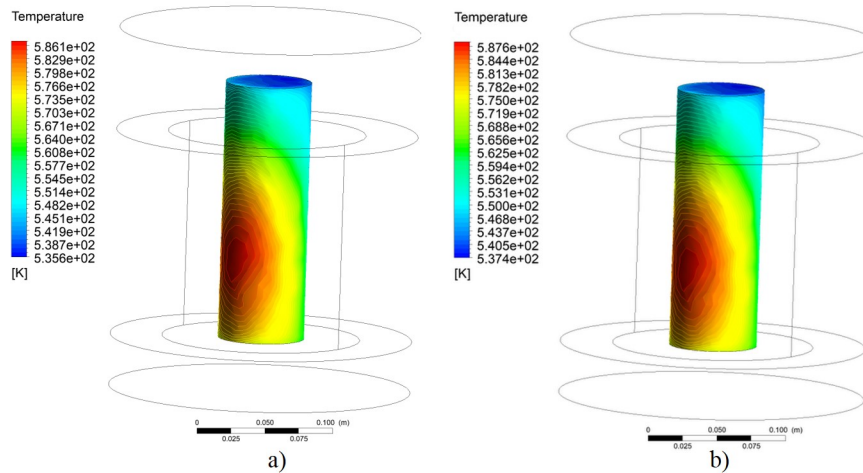 Temperature
5.861e+02
5.829e+02
5.798e+02
5.766e+02
5.735e+02
5.703e+02
5.671e+02
5.640e+02
5.608e+02
5.577e+02
5.545e+02
5.514e+02
5.482e+02
5.451e+02
5.419e+02
5.387e+02
5.356e+02
[K]
0 0.050 0.100 (m)
0.025 0.075
a)
Temperature
5.876e+02
5.844e+02
5.813e+02
5.782e+02
5.750e+02
5.719e+02
5.688e+02
5.656e+02
5.625e+02
5.594e+02
5.562e+02
5.531e+02
5.500e+02
5.468e+02
5.437e+02
5.405e+02
5.374e+02
[K]
0 0.050 0.100 (m)
0.025 0.075
b)